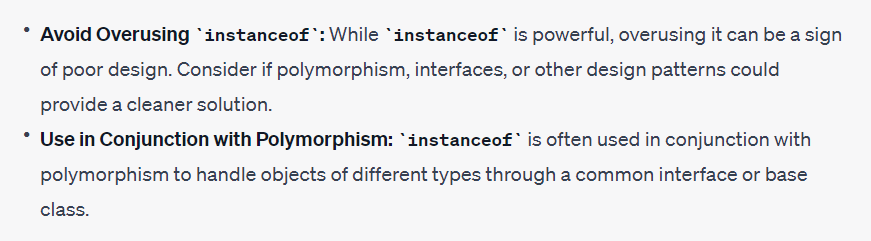 • Avoid Overusing `instanceof`: While `instanceof` is powerful, overusing it can be a sign
of poor design. Consider if polymorphism, interfaces, or other design patterns could
provide a cleaner solution.
• Use in Conjunction with Polymorphism: `instanceof` is often used in conjunction with
polymorphism to handle objects of different types through a common interface or base
class.